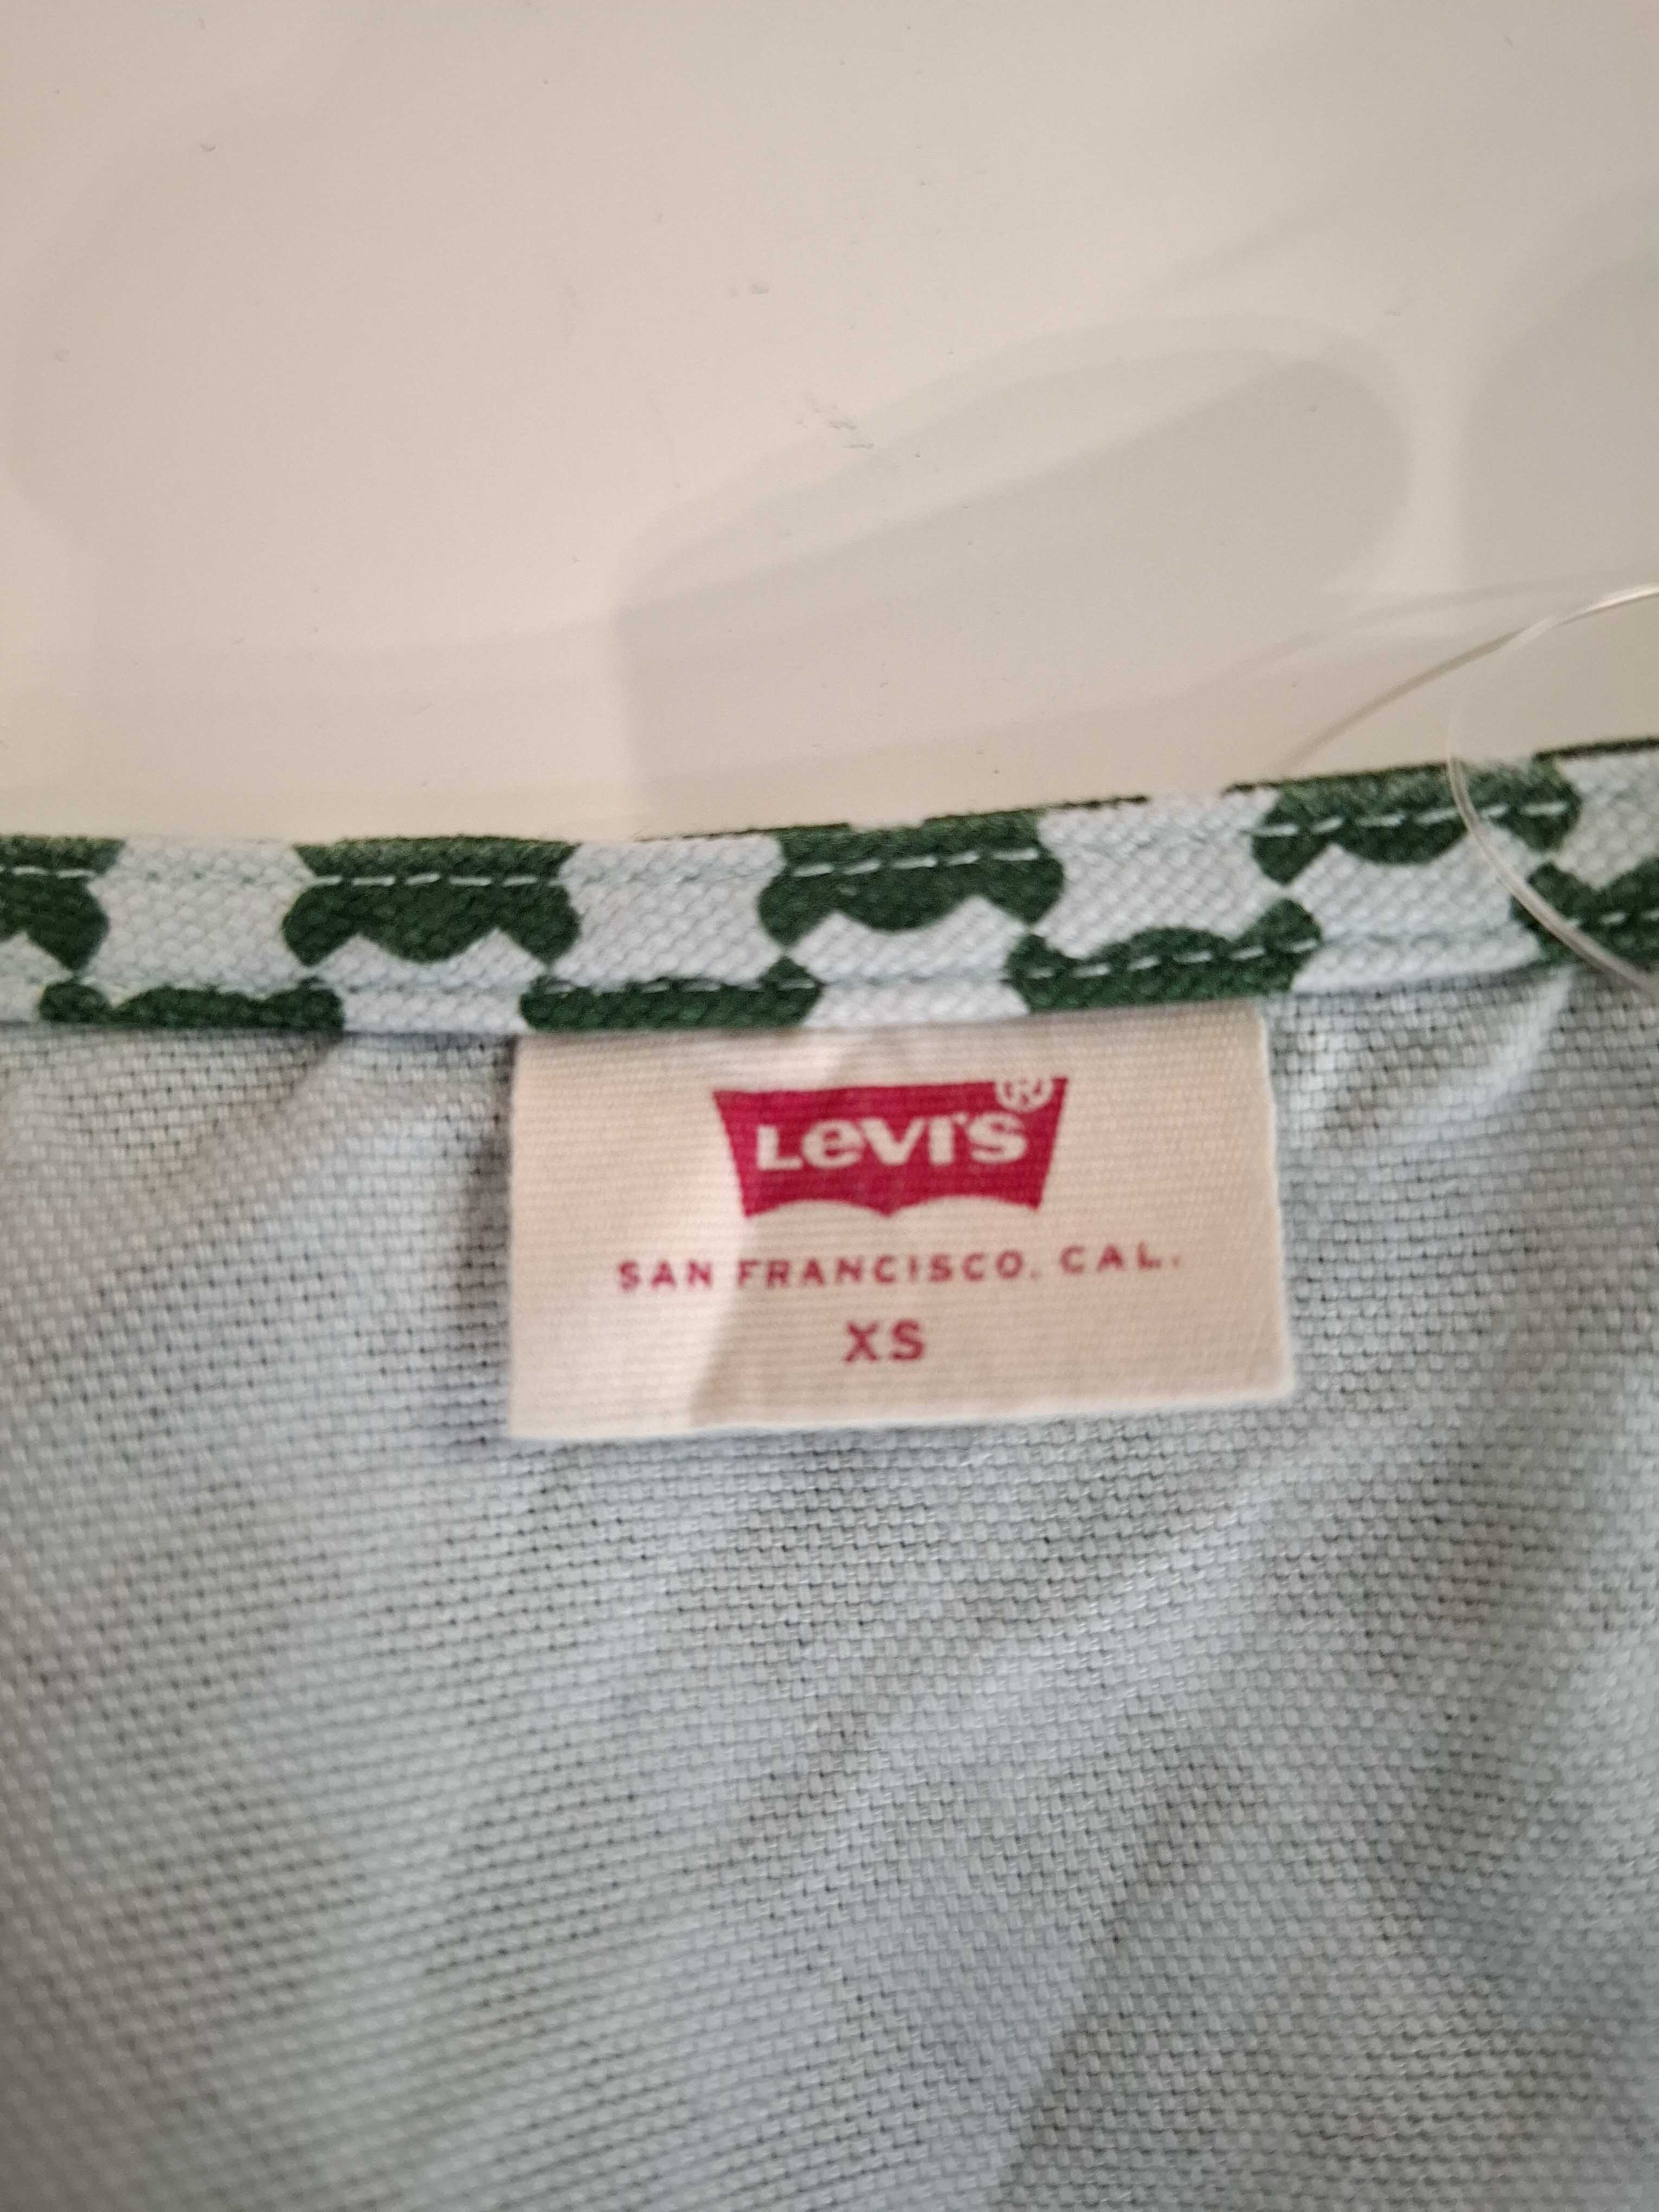 Levi's®
SAN FRANCISCO, CAL.
XS